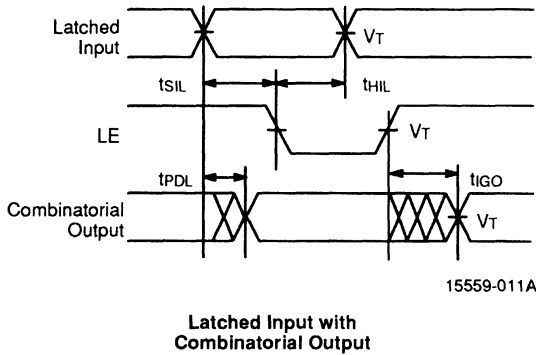 Latched
Input
VT
tSIL
tHIL
LE
VT
tPDL
tIGO
Combinatorial
Output
VT
15559-011A
Latched Input with
Combinatorial Output